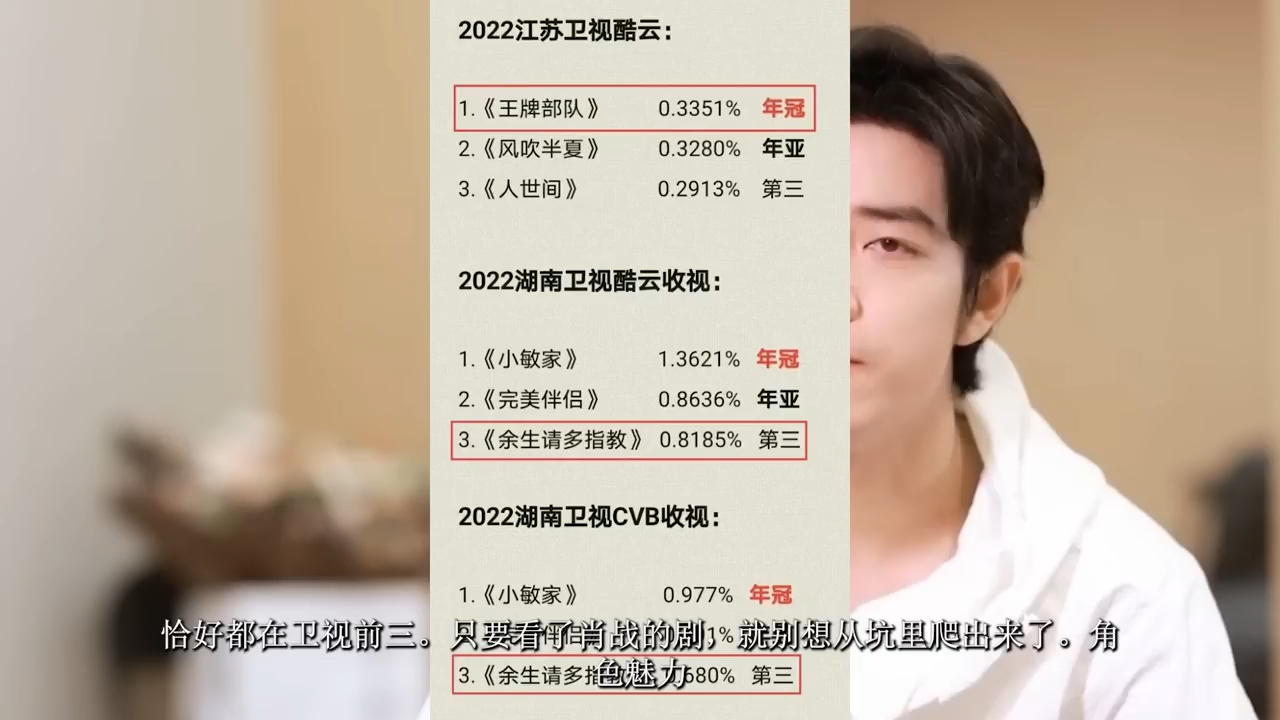 2022江苏卫视酷云：
1.《王牌部队》 0.3351% 年冠
2.《风吹半夏》 0.3280% 年亚
3.《人世间》 0.2913% 第三
2022湖南卫视酷云收视：
1.《小敏家》 1.3621% 年冠
2.《完美伴侣》 0.8636% 年亚
3.《余生请多指教》 0.8185% 第三
2022湖南卫视CVB收视：
1.《小敏家》 0.977% 年冠
恰好都在卫视前三。只要看了肖战的剧，就别想从坑里爬出来了。角
色魅力
3.《余生请多指 680% 第三